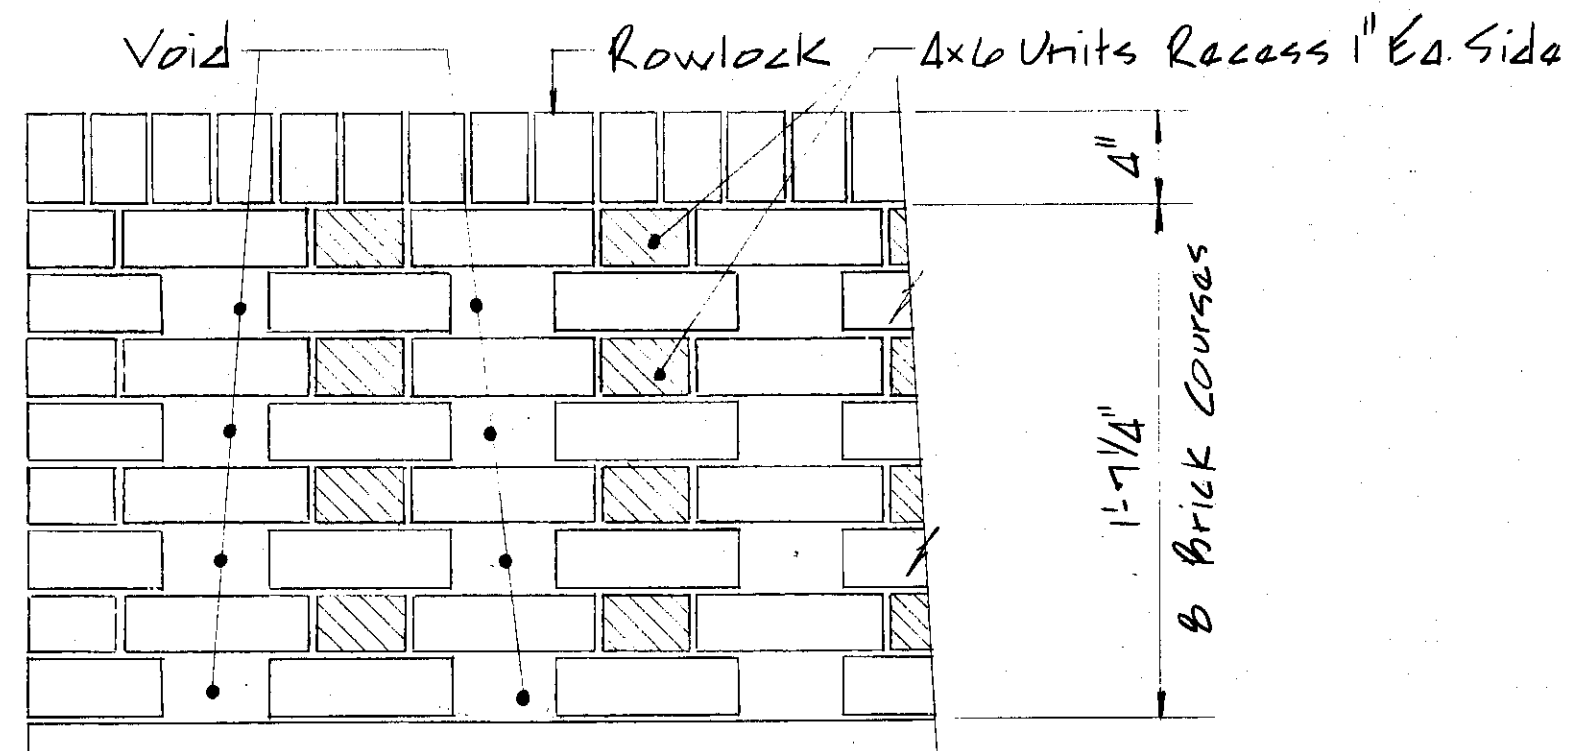 Void
Rowlock
4x6 Units Recess 1" Ea. Side
4"
1'-7 1/4"
8 Brick Courses